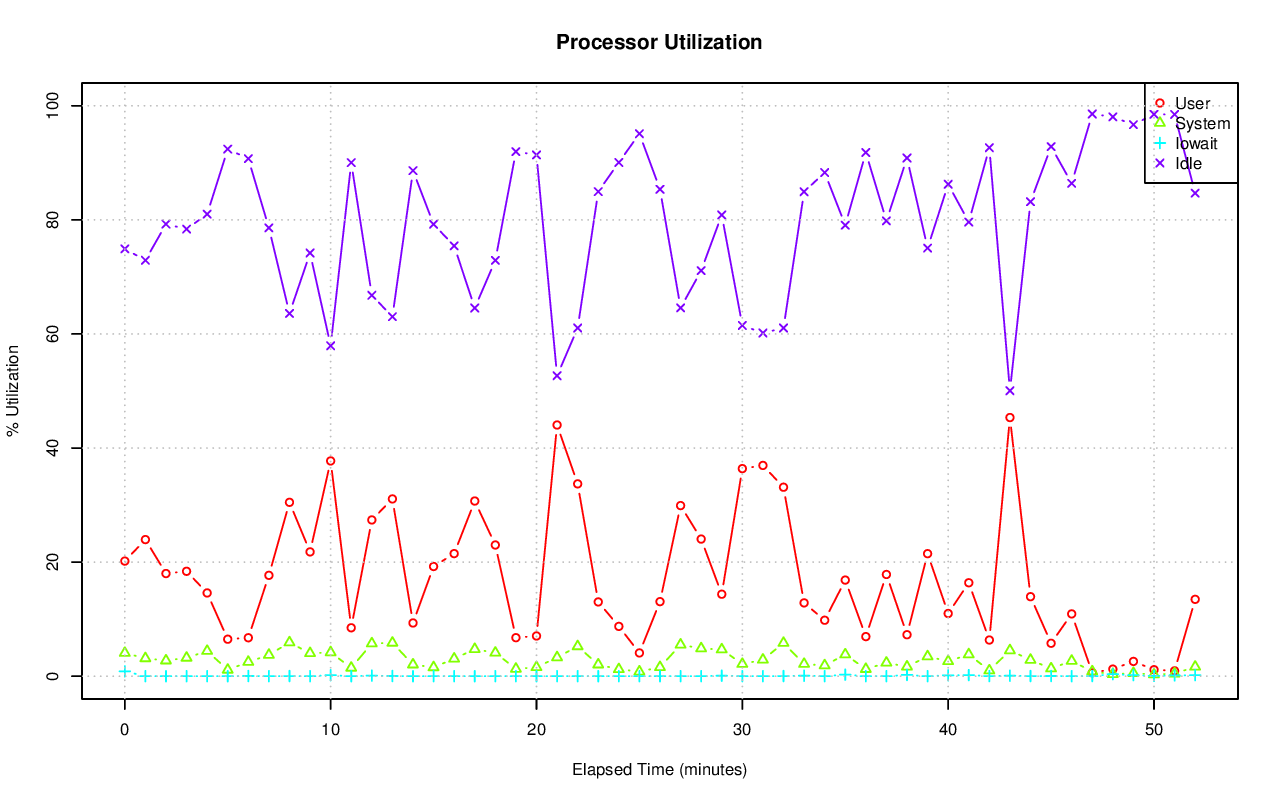 Processor Utilization
100
80
60
40
20
0
% Utilization
User
System
Iowait
Idle
0 10 20 30 40 50
Elapsed Time (minutes)